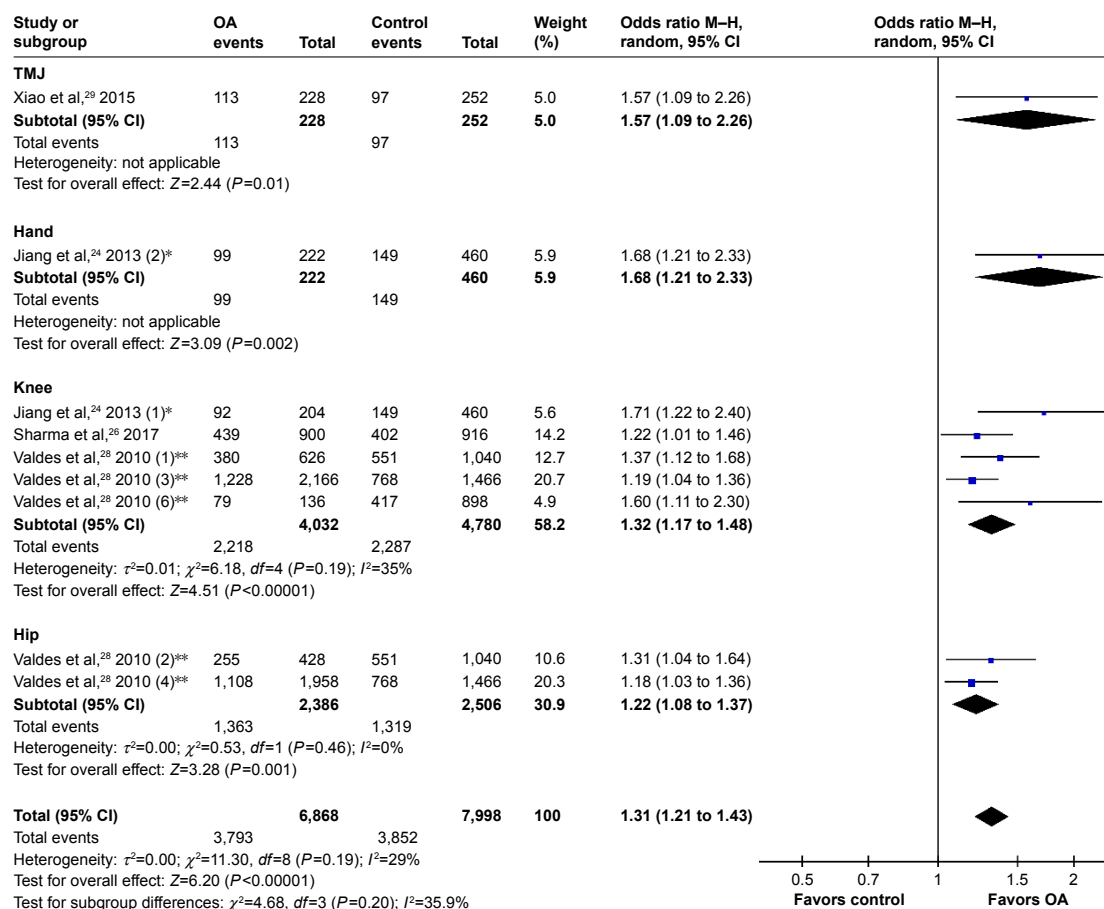 Study or subgroup OA events Total Control events Total Weight (%) Odds ratio M–H, random, 95% CI Odds ratio M–H, random, 95% CI
TMJ
Xiao et al,²⁹ 2015 113 228 97 252 5.0 1.57 (1.09 to 2.26)
Subtotal (95% CI) 228 252 5.0 1.57 (1.09 to 2.26)
Total events 113 97
Heterogeneity: not applicable
Test for overall effect: Z=2.44 (P=0.01)
Hand
Jiang et al,²⁴ 2013 (2)* 99 222 149 460 5.9 1.68 (1.21 to 2.33)
Subtotal (95% CI) 222 460 5.9 1.68 (1.21 to 2.33)
Total events 99 149
Heterogeneity: not applicable
Test for overall effect: Z=3.09 (P=0.002)
Knee
Jiang et al,²⁴ 2013 (1)* 92 204 149 460 5.6 1.71 (1.22 to 2.40)
Sharma et al,²⁶ 2017 439 900 402 916 14.2 1.22 (1.01 to 1.46)
Valdes et al,²⁸ 2010 (1)** 380 626 551 1,040 12.7 1.37 (1.12 to 1.68)
Valdes et al,²⁸ 2010 (3)** 1,228 2,166 768 1,466 20.7 1.19 (1.04 to 1.36)
Valdes et al,²⁸ 2010 (6)** 79 136 417 898 4.9 1.60 (1.11 to 2.30)
Subtotal (95% CI) 4,032 4,780 58.2 1.32 (1.17 to 1.48)
Total events 2,218 2,287
Heterogeneity: τ²=0.01; χ²=6.18, df=4 (P=0.19); I²=35%
Test for overall effect: Z=4.51 (P<0.00001)
Hip
Valdes et al,²⁸ 2010 (2)** 255 428 551 1,040 10.6 1.31 (1.04 to 1.64)
Valdes et al,²⁸ 2010 (4)** 1,108 1,958 768 1,466 20.3 1.18 (1.03 to 1.36)
Subtotal (95% CI) 2,386 2,506 30.9 1.22 (1.08 to 1.37)
Total events 1,363 1,319
Heterogeneity: τ²=0.00; χ²=0.53, df=1 (P=0.46); I²=0%
Test for overall effect: Z=3.28 (P=0.001)
Total (95% CI) 6,868 7,998 100 1.31 (1.21 to 1.43)
Total events 3,793 3,852
Heterogeneity: τ²=0.00; χ²=11.30, df=8 (P=0.19); I²=29%
Test for overall effect: Z=6.20 (P<0.00001)
Test for subgroup differences: χ²=4.68, df=3 (P=0.20); I²=35.9%
0.5 0.7 1 1.5 2
Favors control Favors OA